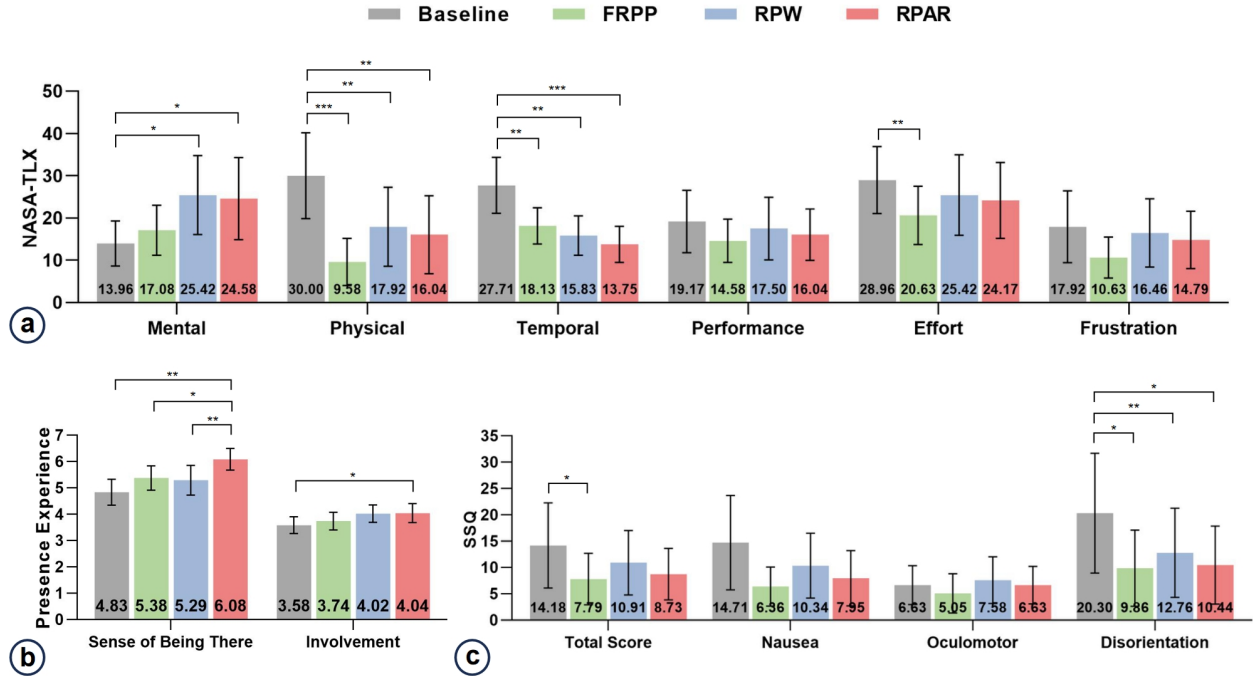 Baseline FRPP RPW RPAR
** 
*** ** ***
* ** ** **
* *** ** 
NASA-TLX
50
40
30
20
10
0
13.96 17.08 25.42 24.58 30.00 9.58 17.92 16.04 27.71 18.13 15.83 13.75 19.17 14.58 17.50 16.04 28.96 20.63 25.42 24.17 17.92 10.63 16.46 14.79
Mental Physical Temporal Performance Effort Frustration
a
**
*
**
*
Presence Experience
7
6
5
4
3
2
1
0
4.83 5.38 5.29 6.08 3.58 3.74 4.02 4.04
Sense of Being There Involvement
b
*
**
*
*
SSQ
35
30
25
20
15
10
5
0
14.18 7.79 10.91 8.73 14.71 6.36 10.34 7.95 6.63 5.05 7.58 6.63 20.30 9.86 12.76 10.44
Total Score Nausea Oculomotor Disorientation
c